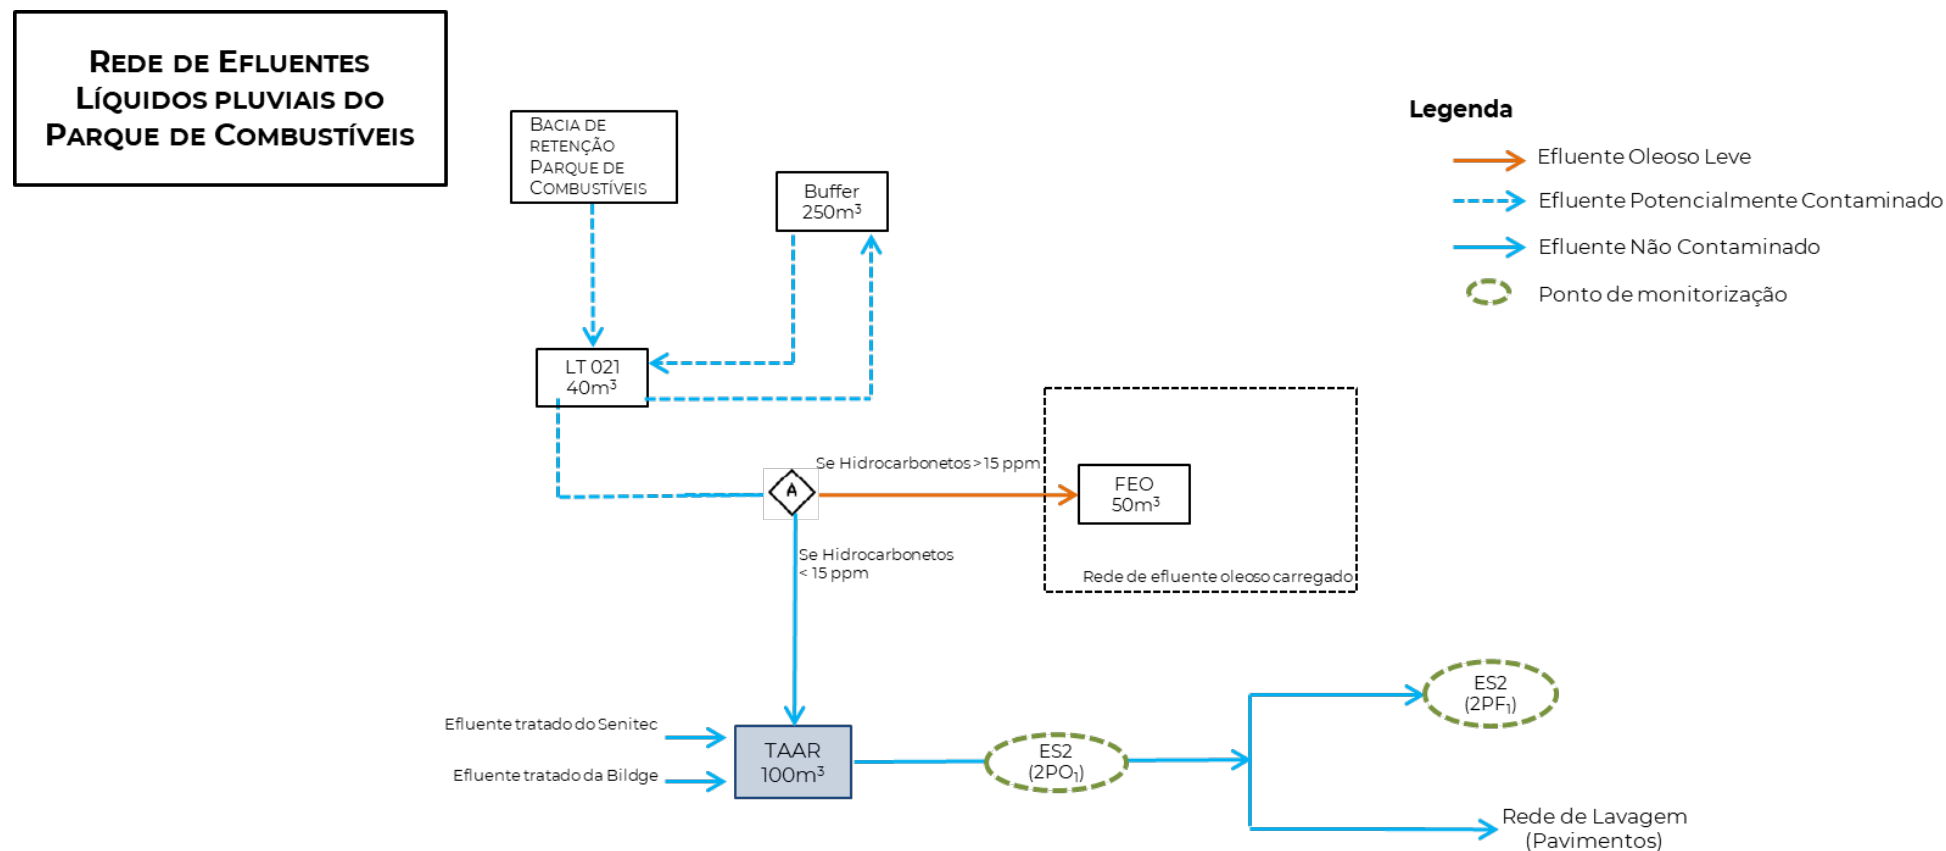 REDE DE EFLUENTES
LÍQUIDOS PLUVIAIS DO
PARQUE DE COMBUSTÍVEIS
BACIA DE
RETENÇÃO
PARQUE DE
COMBUSTÍVEIS
Buffer
250m³
Legenda
Efluente Oleoso Leve
Efluente Potencialmente Contaminado
Efluente Não Contaminado
Ponto de monitorização
LT 021
40m³
Se Hidrocarbonetos >15 ppm
A
FEO
50m³
Se Hidrocarbonetos
< 15 ppm
Rede de efluente oleoso carregado
Efluente tratado do Senitec
Efluente tratado da Bildge
TAAR
100m³
ES2
(2PO₁)
ES2
(2PF₁)
Rede de Lavagem
(Pavimentos)